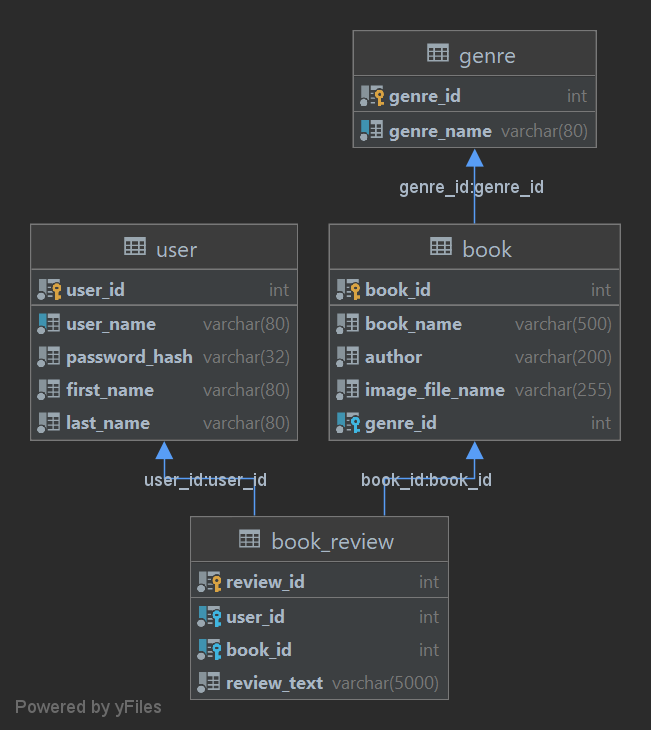 genre
genre_id int
genre_name varchar(80)
genre_id:genre_id
user
user_id int
user_name varchar(80)
password_hash varchar(32)
first_name varchar(80)
last_name varchar(80)
book
book_id int
book_name varchar(500)
author varchar(200)
image_file_name varchar(255)
genre_id int
user_id:user_id
book_id:book_id
book_review
review_id int
user_id int
book_id int
review_text varchar(5000)
Powered by yFiles